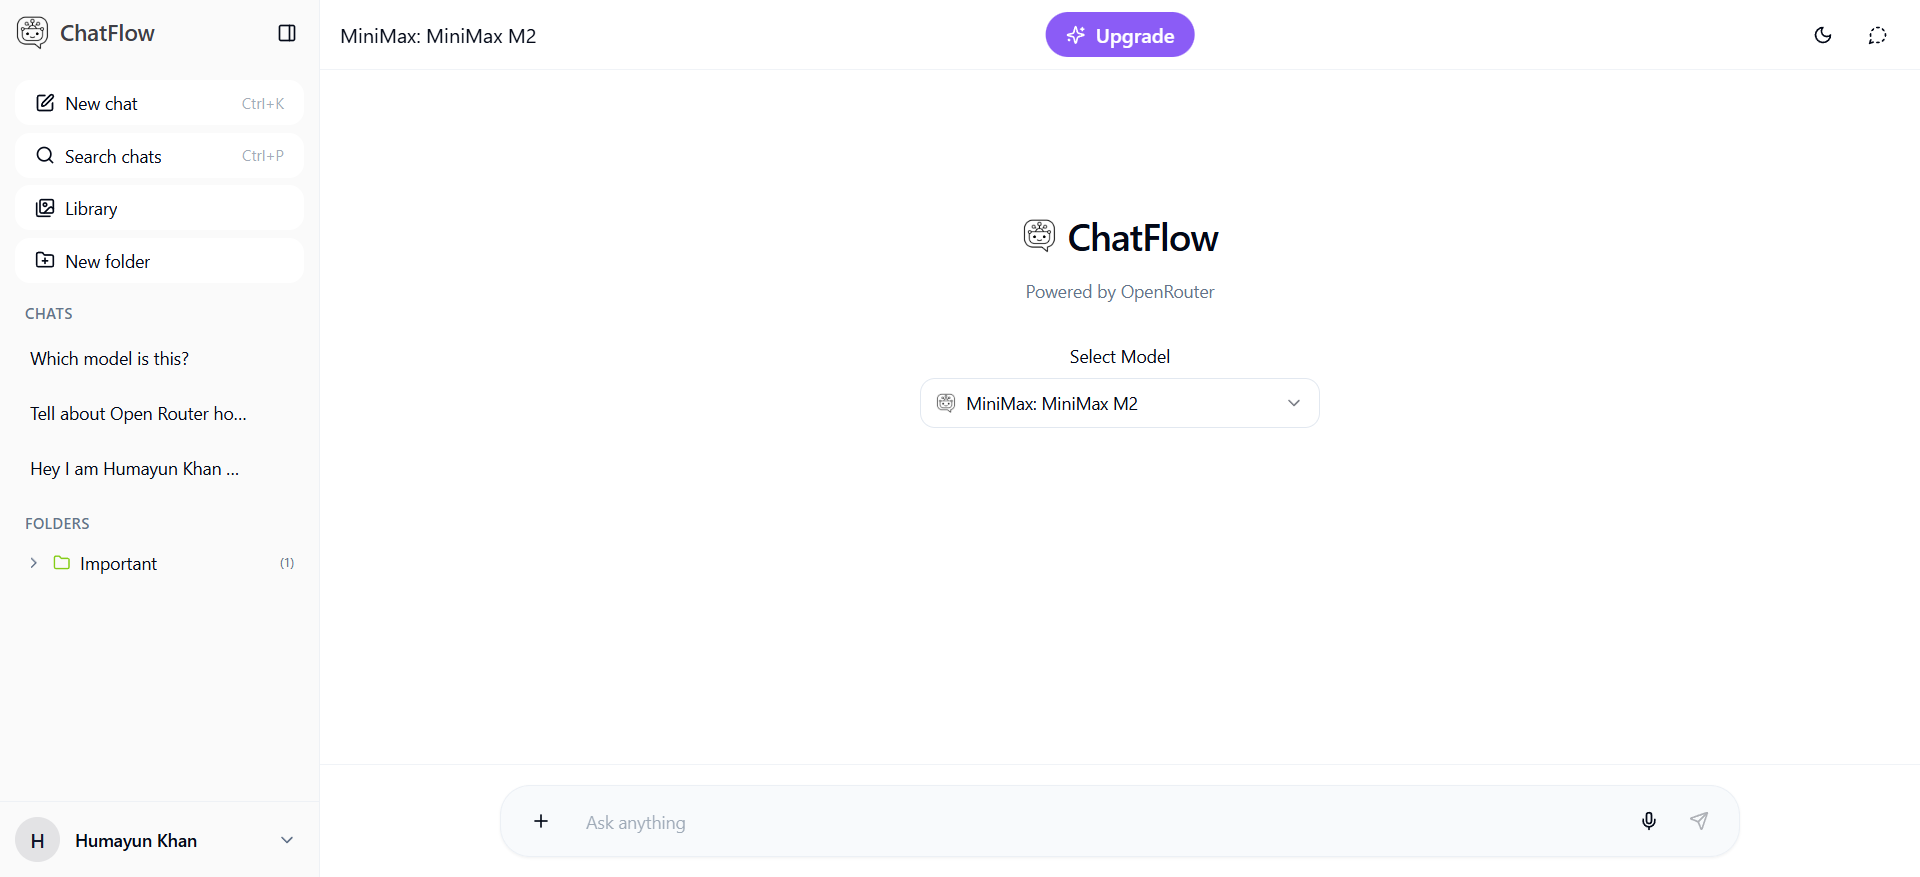 ChatFlow
New chat Ctrl+K
Search chats Ctrl+P
Library
New folder
CHATS
Which model is this?
Tell about Open Router ho...
Hey I am Humayun Khan ...
FOLDERS
Important (1)
H Humayun Khan
MiniMax: MiniMax M2
Upgrade
ChatFlow
Powered by OpenRouter
Select Model
MiniMax: MiniMax M2
Ask anything